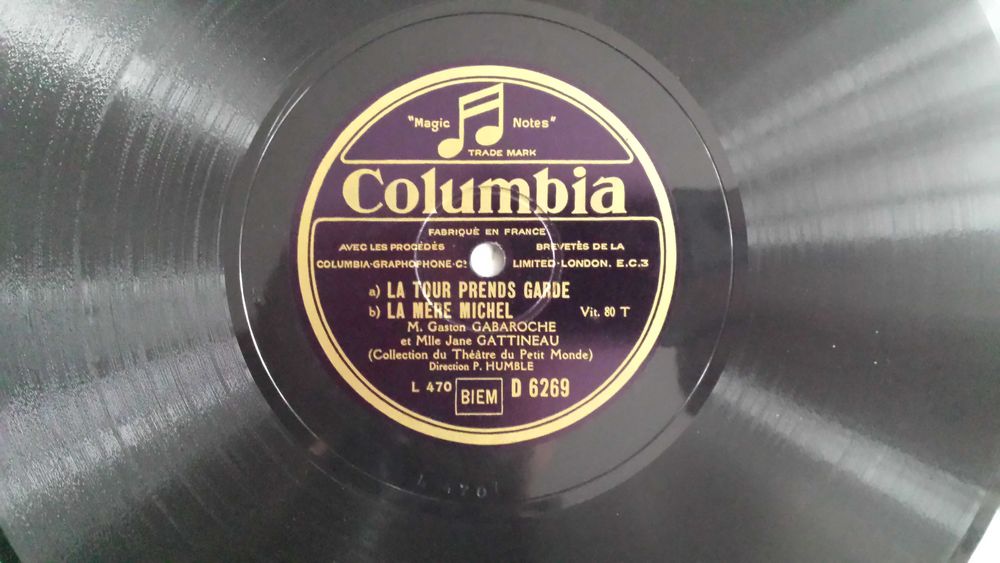 "Magic Notes"
TRADE MARK
Columbia
FABRIQUÉ EN FRANCE
AVEC LES PROCÉDÉS BREVETÈS DE LA
COLUMBIA-GRAPHOPHONE-Cº LIMITED-LONDON. E.C.3
a) LA TOUR PRENDS GARDE
b) LA MÈRE MICHEL Vit. 80 T
M. Gaston GABAROCHE
et Mlle Jane GATTINEAU
(Collection du Théâtre du Petit Monde)
Direction P. HUMBLE
L 470 BIEM D 6269